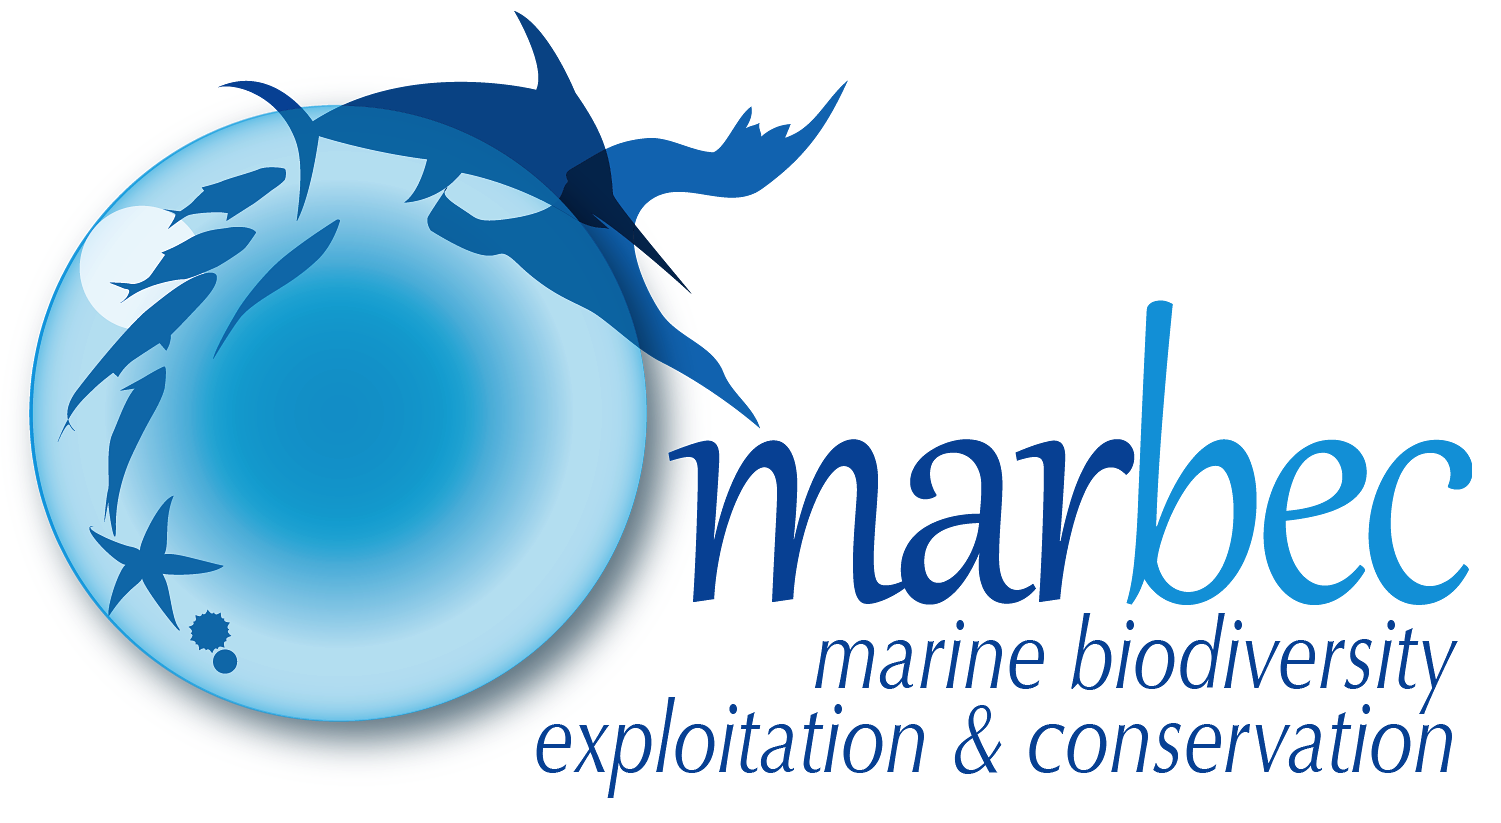 marbec
marine biodiversity
exploitation & conservation